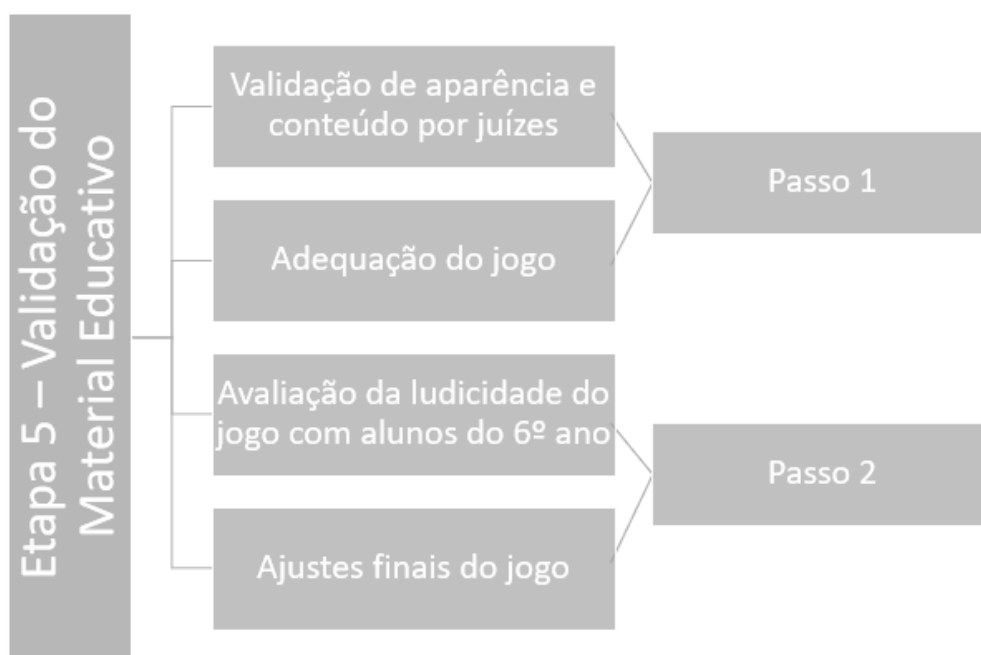 Etapa 5 – Validação do
Material Educativo
Validação de aparência e
conteúdo por juízes
Adequação do jogo
Passo 1
Avaliação da ludicidade do
jogo com alunos do 6º ano
Ajustes finais do jogo
Passo 2